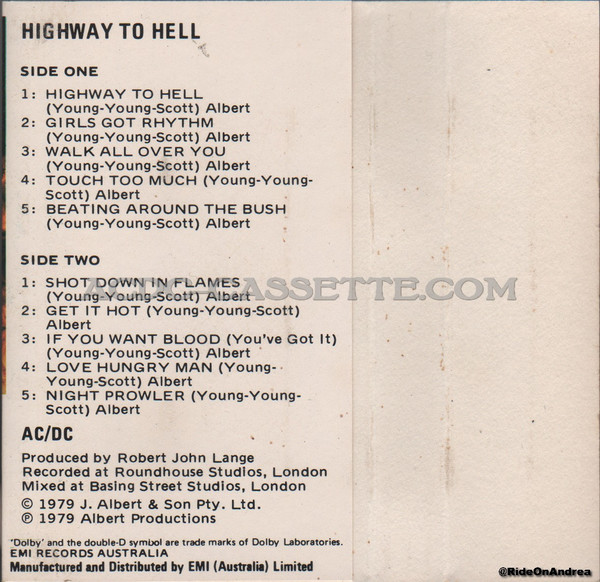 HIGHWAY TO HELL
SIDE ONE
1: HIGHWAY TO HELL
(Young-Young-Scott) Albert
2: GIRLS GOT RHYTHM
(Young-Young-Scott) Albert
3: WALK ALL OVER YOU
(Young-Young-Scott) Albert
4: TOUCH TOO MUCH (Young-Young-
Scott) Albert
5: BEATING AROUND THE BUSH
(Young-Young-Scott) Albert
SIDE TWO
1: SHOT DOWN IN FLAMES
ACDCCASSETTE.COM
(Young-Young-Scott) Albert
2: GET IT HOT (Young-Young-Scott)
Albert
3: IF YOU WANT BLOOD (You've Got It)
(Young-Young-Scott) Albert
4: LOVE HUNGRY MAN (Young-
Young-Scott) Albert
5: NIGHT PROWLER (Young-Young-
Scott) Albert
AC/DC
Produced by Robert John Lange
Recorded at Roundhouse Studios, London
Mixed at Basing Street Studios, London
© 1979 J. Albert & Son Pty. Ltd.
℗ 1979 Albert Productions
'Dolby' and the double-D symbol are trade marks of Dolby Laboratories.
EMI RECORDS AUSTRALIA
Manufactured and Distributed by EMI (Australia) Limited
@RideOnAndrea